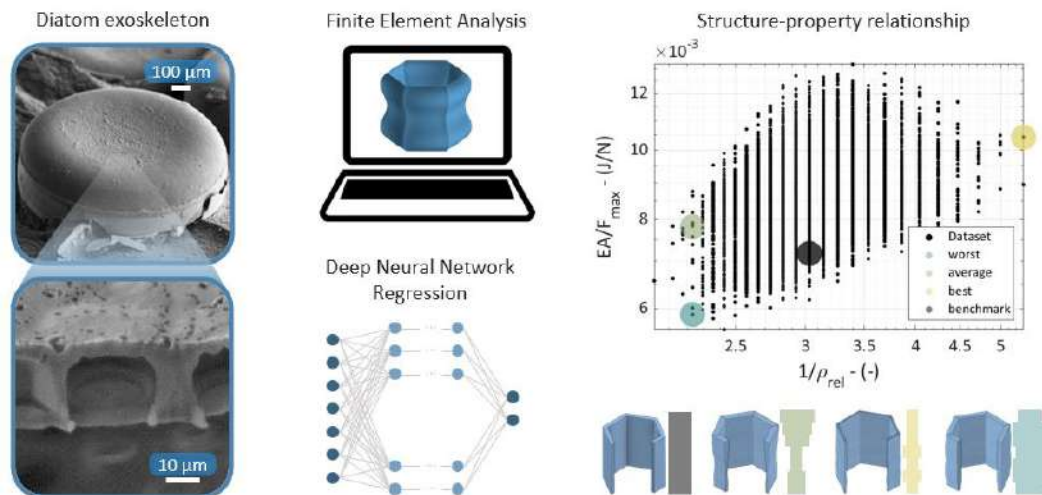 Diatom exoskeleton
100 µm
10 µm
Finite Element Analysis
Deep Neural Network
Regression
Structure-property relationship
×10⁻³
12
10
8
6
EA/Fmax - (J/N)
2.5 3 3.5 4 4.5 5
1/ρrel - (-)
Dataset
worst
average
best
benchmark